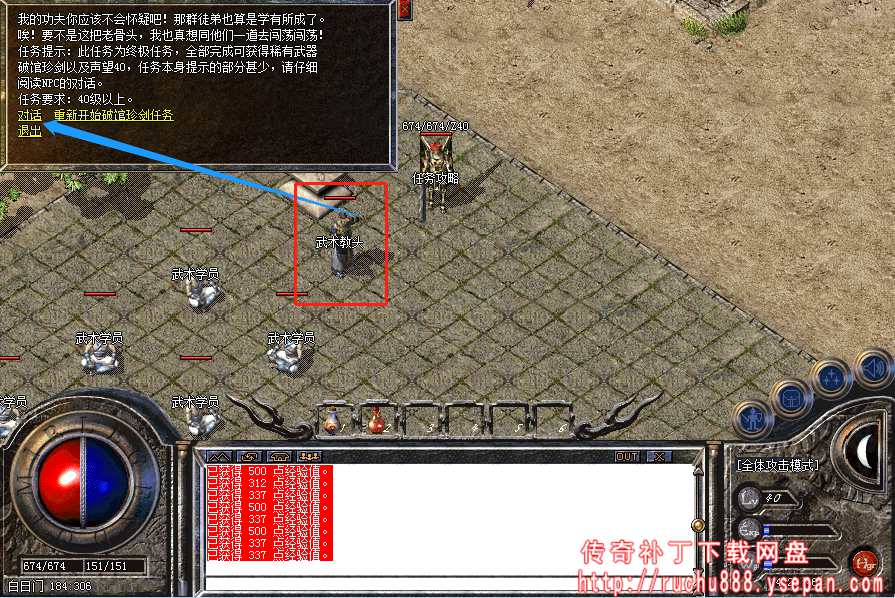 我的功夫你应该不会怀疑吧！那群徒弟也算是学有所成了。
唉！要不是这把老骨头，我也真想同他们一道去闯荡闯荡！
任务提示：此任务为终极任务，全部完成可获得稀有武器
破馆珍剑以及声望40，任务本身提示的部分甚少，请仔细
阅读NPC的对话。
任务要求：40级以上。
对话 重新开始破馆珍剑任务
退出
674/674/Z40
任务攻略
武术教头
武术学员
武术学员
武术学员
武术学员
学员
1 2 3 4 5 6
OUT
已获得 500 点经验值。
已获得 312 点经验值。
已获得 337 点经验值。
已获得 500 点经验值。
已获得 337 点经验值。
已获得 500 点经验值。
已获得 337 点经验值。
已获得 337 点经验值。
[全体攻击模式]
Lv 40
674/674 151/151
白日门 184:306
传奇补丁下载网盘
http://ruchu888.ysepan.com